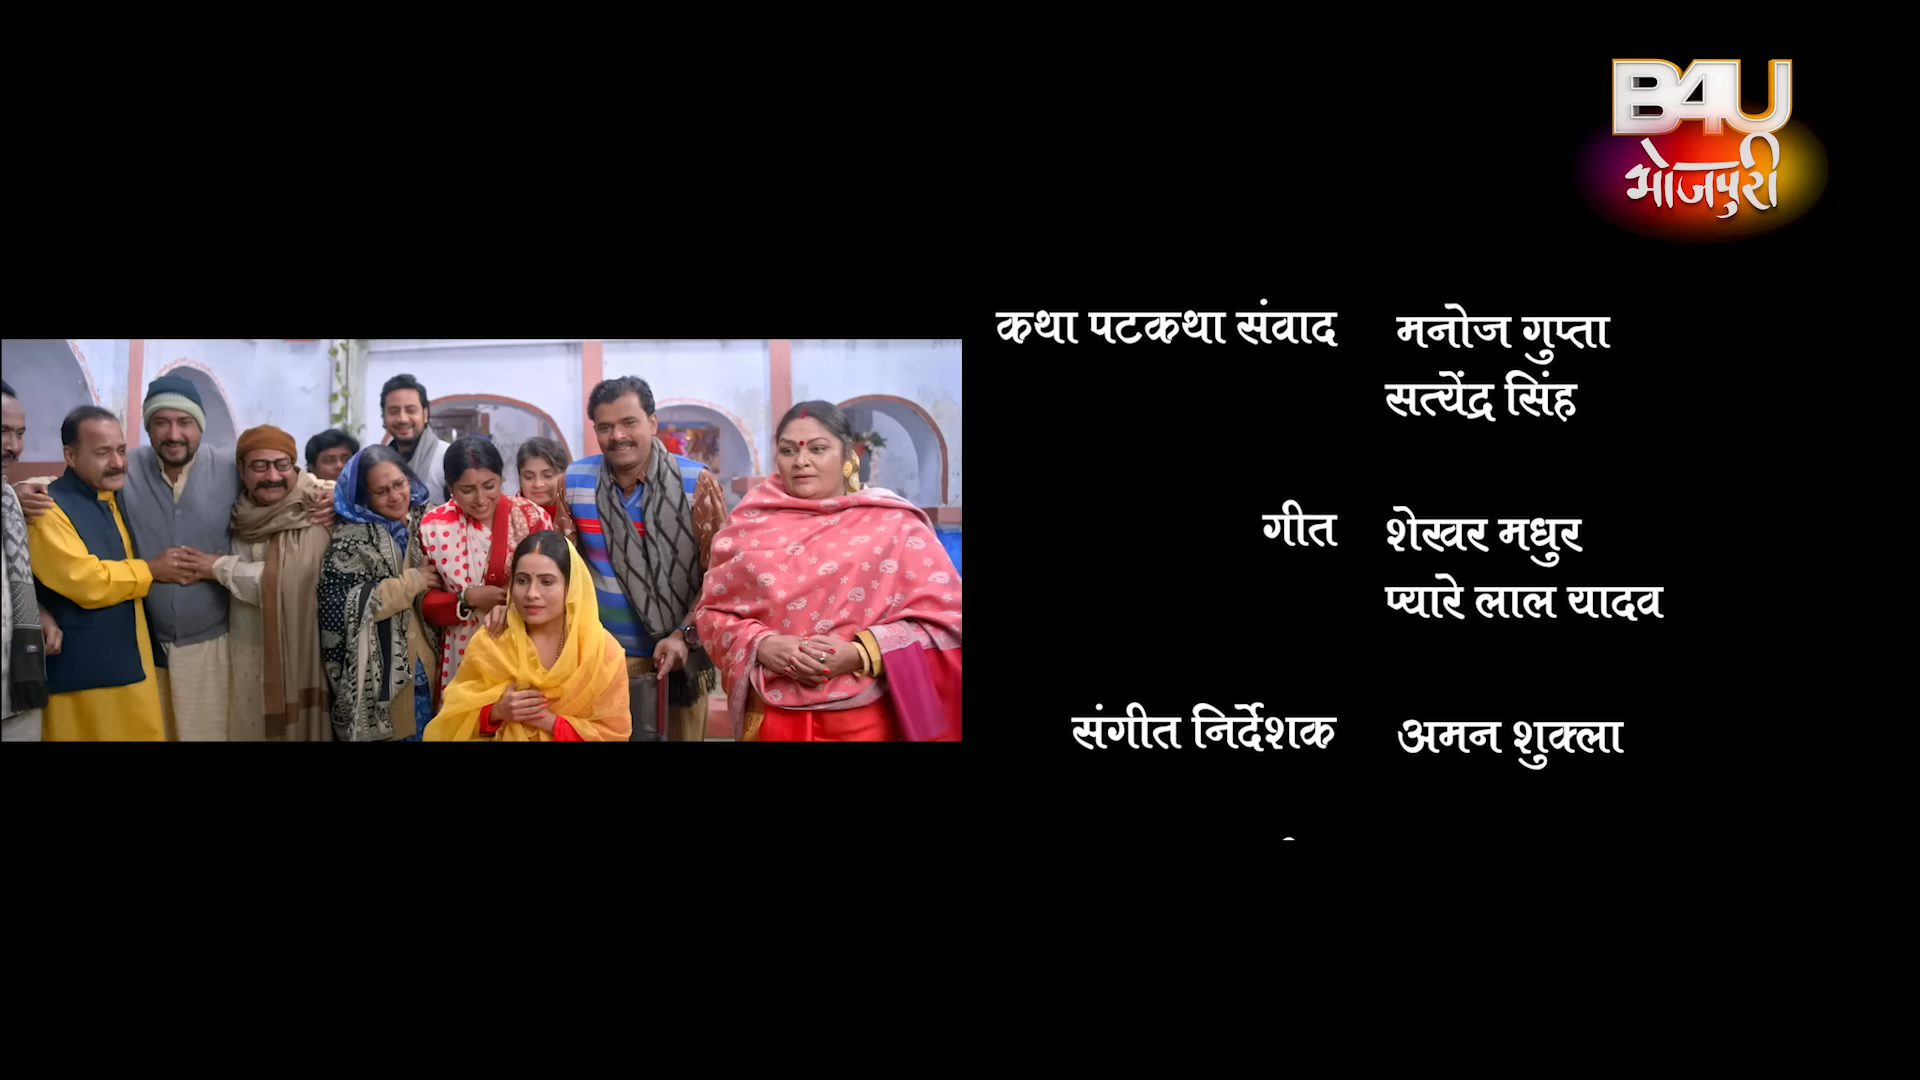 B4U
भोजपुरी
कथा पटकथा संवाद मनोज गुप्ता
सत्येंद्र सिंह
गीत शेखर मधुर
प्यारे लाल यादव
संगीत निर्देशक अमन शुक्ला